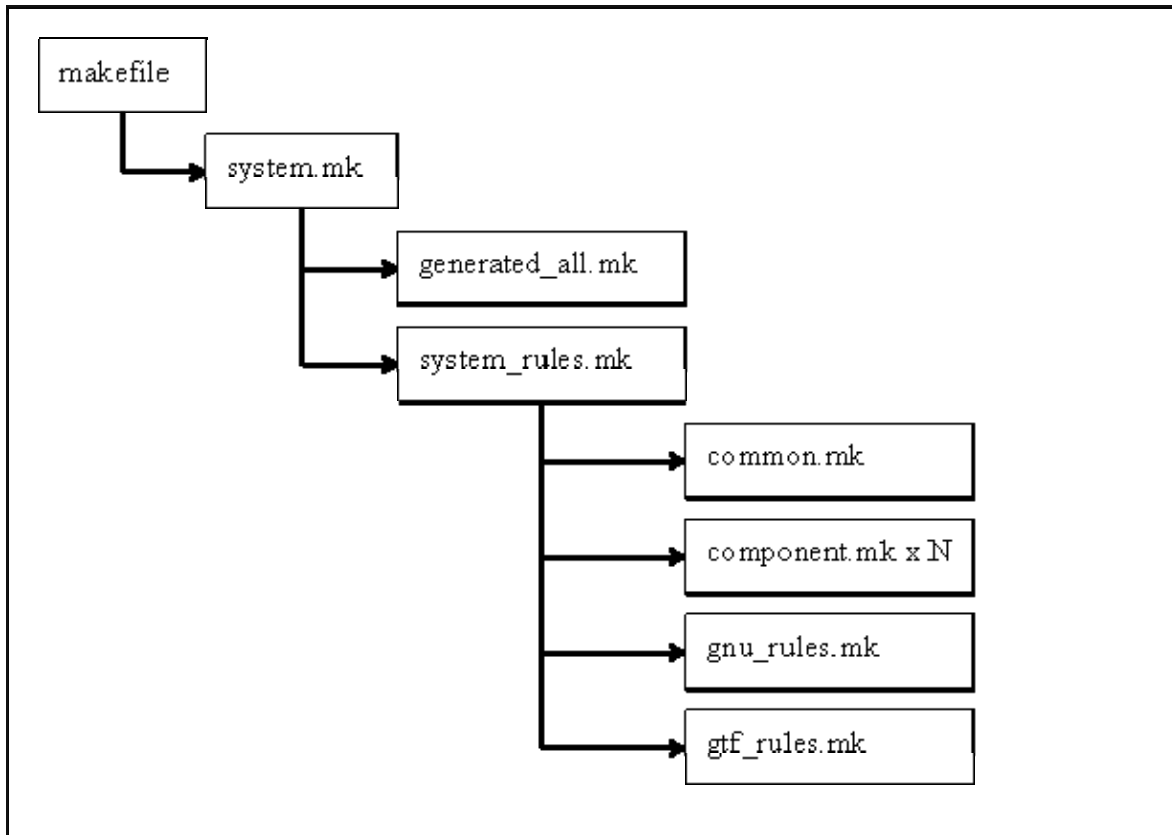 makefile
system.mk
generated_all.mk
system_rules.mk
common.mk
component.mk x N
gnu_rules.mk
gtf_rules.mk